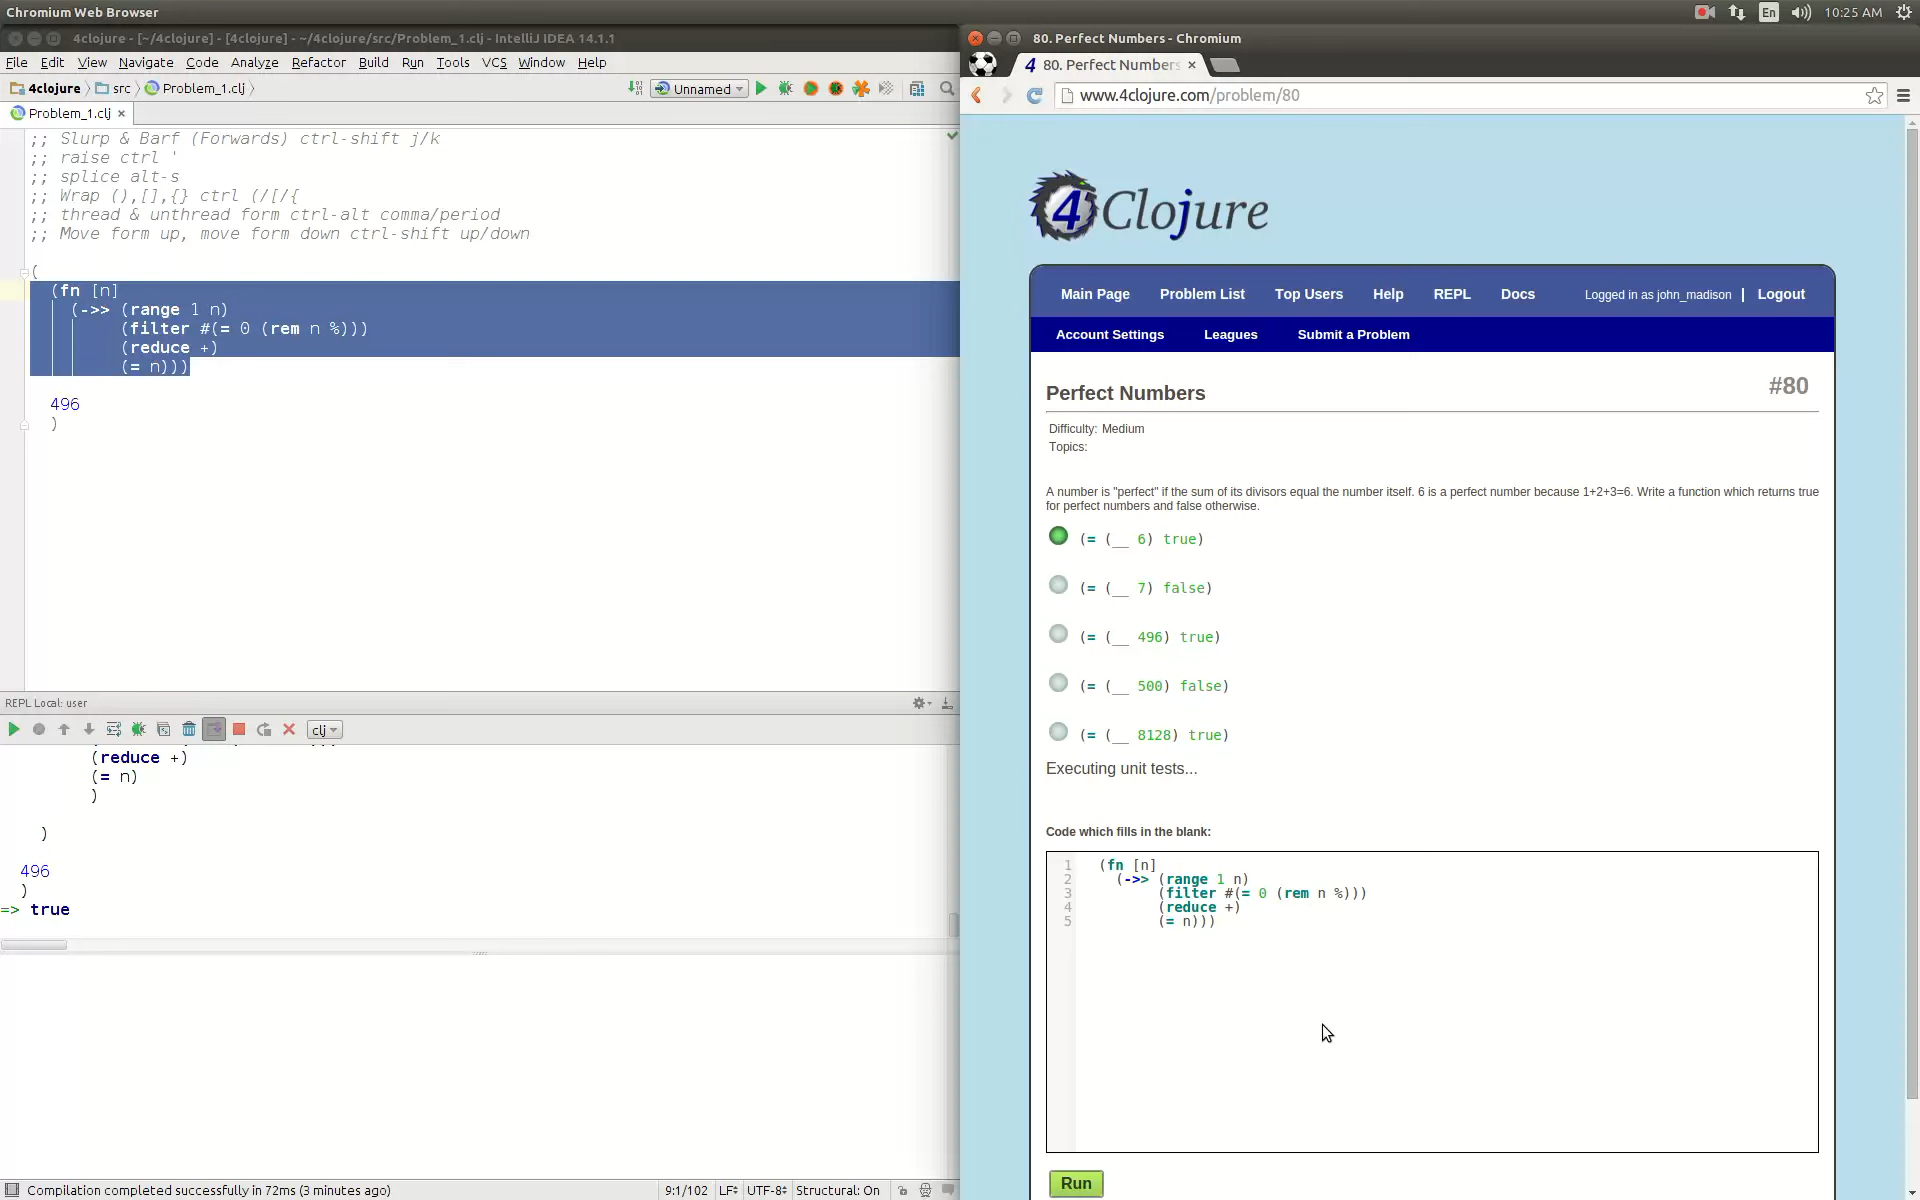 Chromium Web Browser
En
10:25 AM
4clojure - [~/4clojure] - [4clojure] - ~/4clojure/src/Problem_1.clj - IntelliJ IDEA 14.1.1
File Edit View Navigate Code Analyze Refactor Build Run Tools VCS Window Help
4clojure src Problem_1.clj
Unnamed
Problem_1.clj
;; Slurp & Barf (Forwards) ctrl-shift j/k
;; raise ctrl '
;; splice alt-s
;; Wrap (),[],{} ctrl (/[/{
;; thread & unthread form ctrl-alt comma/period
;; Move form up, move form down ctrl-shift up/down
(
(fn [n]
(->> (range 1 n)
(filter #(= 0 (rem n %)))
(reduce +)
(= n)))
496
)
REPL Local: user
clj
(reduce +)
(= n)
)
)
496
)
=> true
Compilation completed successfully in 72ms (3 minutes ago)
9:1/102 LF UTF-8 Structural: On
80. Perfect Numbers - Chromium
4 80. Perfect Numbers
www.4clojure.com/problem/80
4Clojure
Main Page Problem List Top Users Help REPL Docs Logged in as john_madison | Logout
Account Settings Leagues Submit a Problem
Perfect Numbers #80
Difficulty: Medium
Topics:
A number is "perfect" if the sum of its divisors equal the number itself. 6 is a perfect number because 1+2+3=6. Write a function which returns true
for perfect numbers and false otherwise.
(= (__ 6) true)
(= (__ 7) false)
(= (__ 496) true)
(= (__ 500) false)
(= (__ 8128) true)
Executing unit tests...
Code which fills in the blank:
1 (fn [n]
2 (->> (range 1 n)
3 (filter #(= 0 (rem n %)))
4 (reduce +)
5 (= n)))
Run